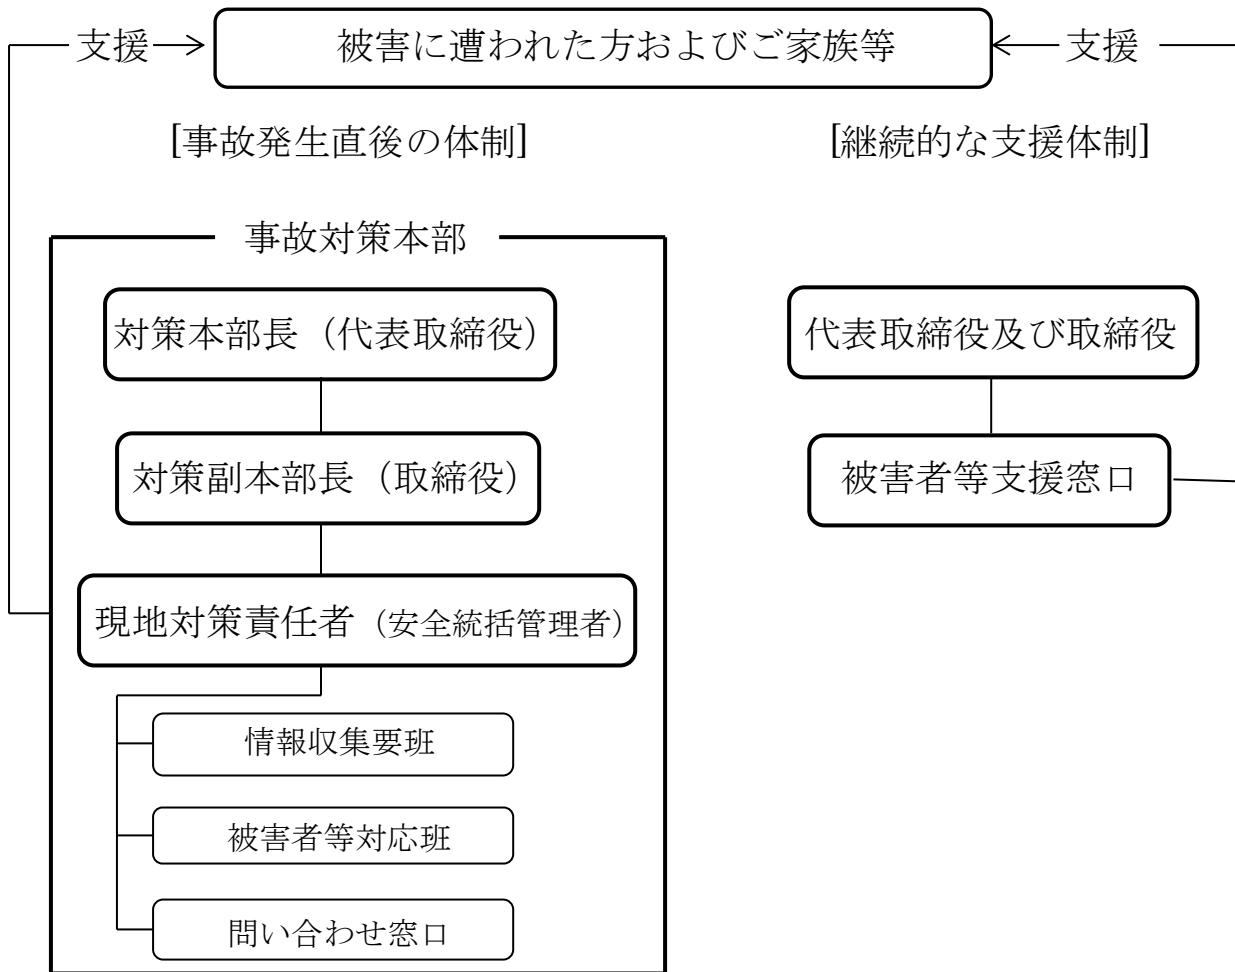 支援
被害に遭われた方およびご家族等
支援
[事故発生直後の体制]
[継続的な支援体制]
事故対策本部
対策本部長（代表取締役）
対策副本部長（取締役）
現地対策責任者（安全統括管理者）
情報収集要班
被害者等対応班
問い合わせ窓口
代表取締役及び取締役
被害者等支援窓口